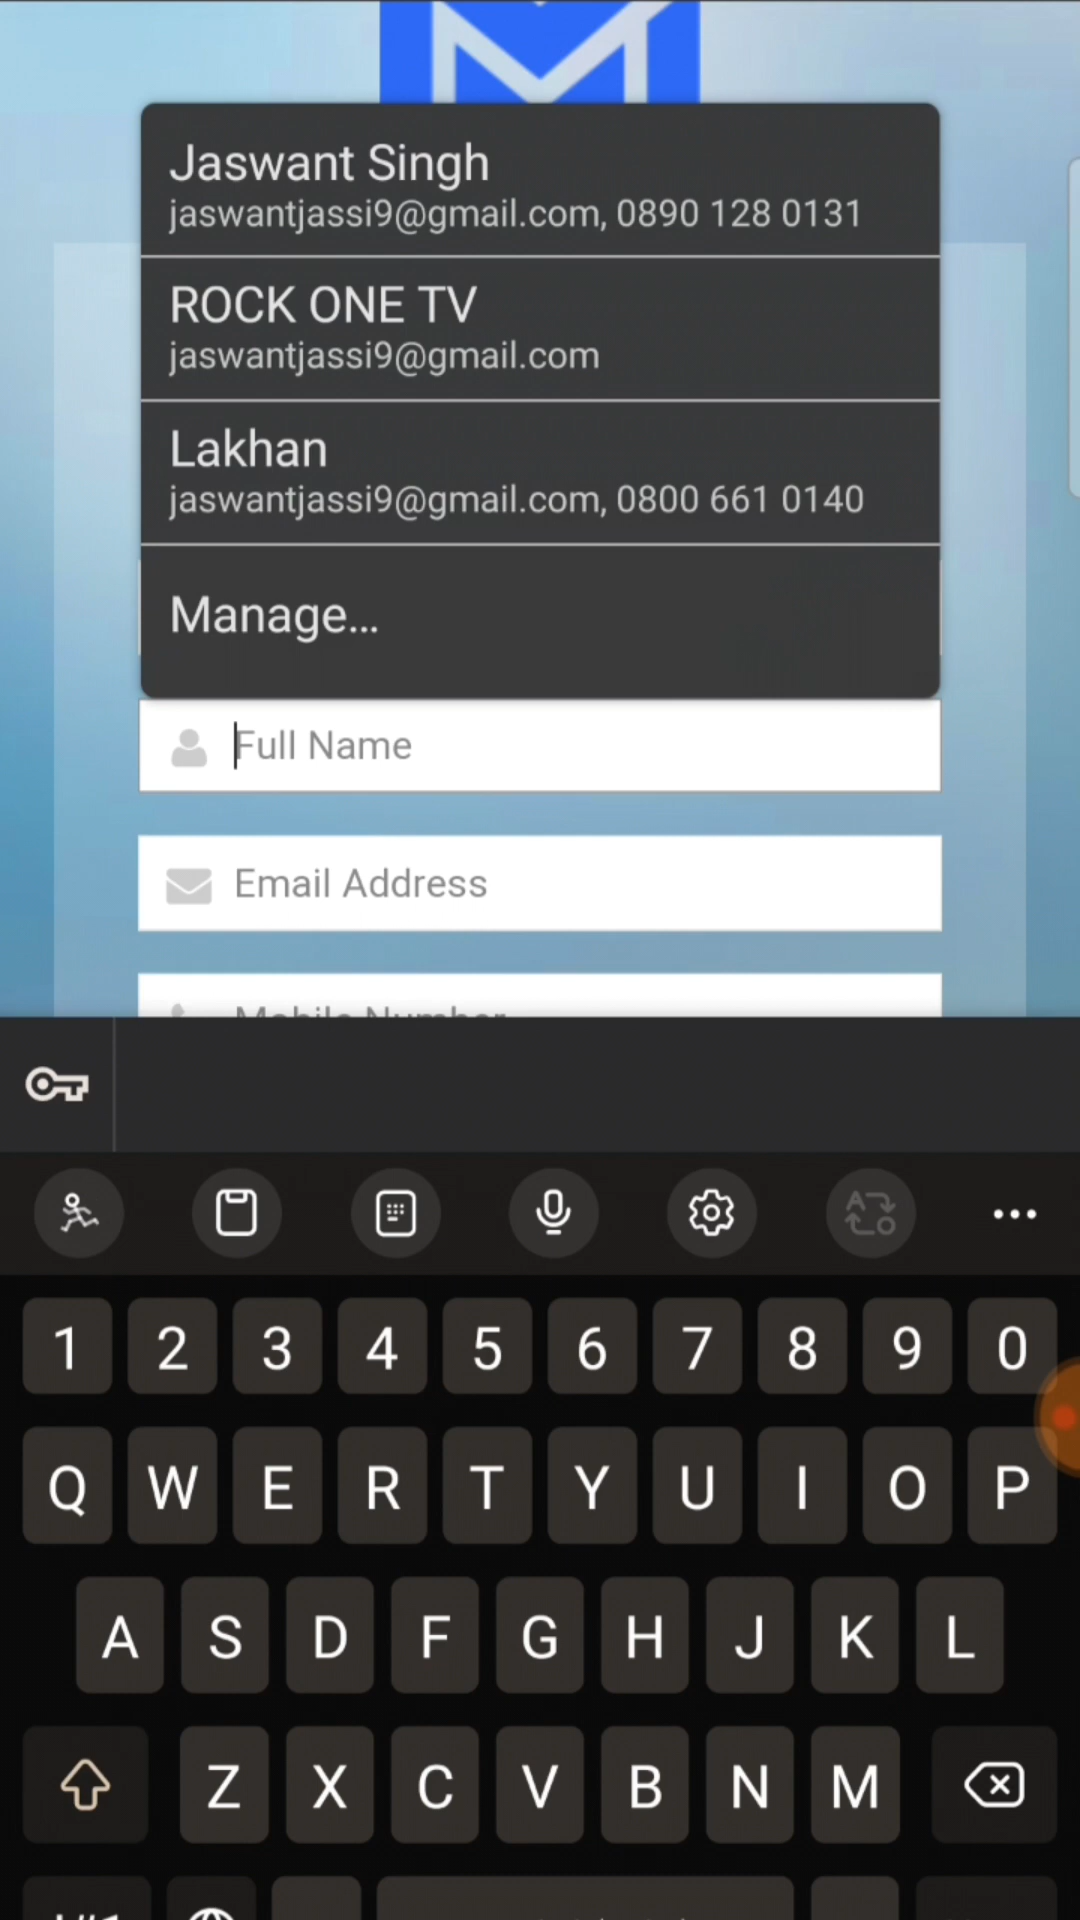 Jaswant Singh
jaswantjassi9@gmail.com, 0890 128 0131
ROCK ONE TV
jaswantjassi9@gmail.com
Lakhan
jaswantjassi9@gmail.com, 0800 661 0140
Manage...
Full Name
Email Address
Mobile Number
1 2 3 4 5 6 7 8 9 0
Q W E R T Y U I O P
A S D F G H J K L
Z X C V B N M
!#1